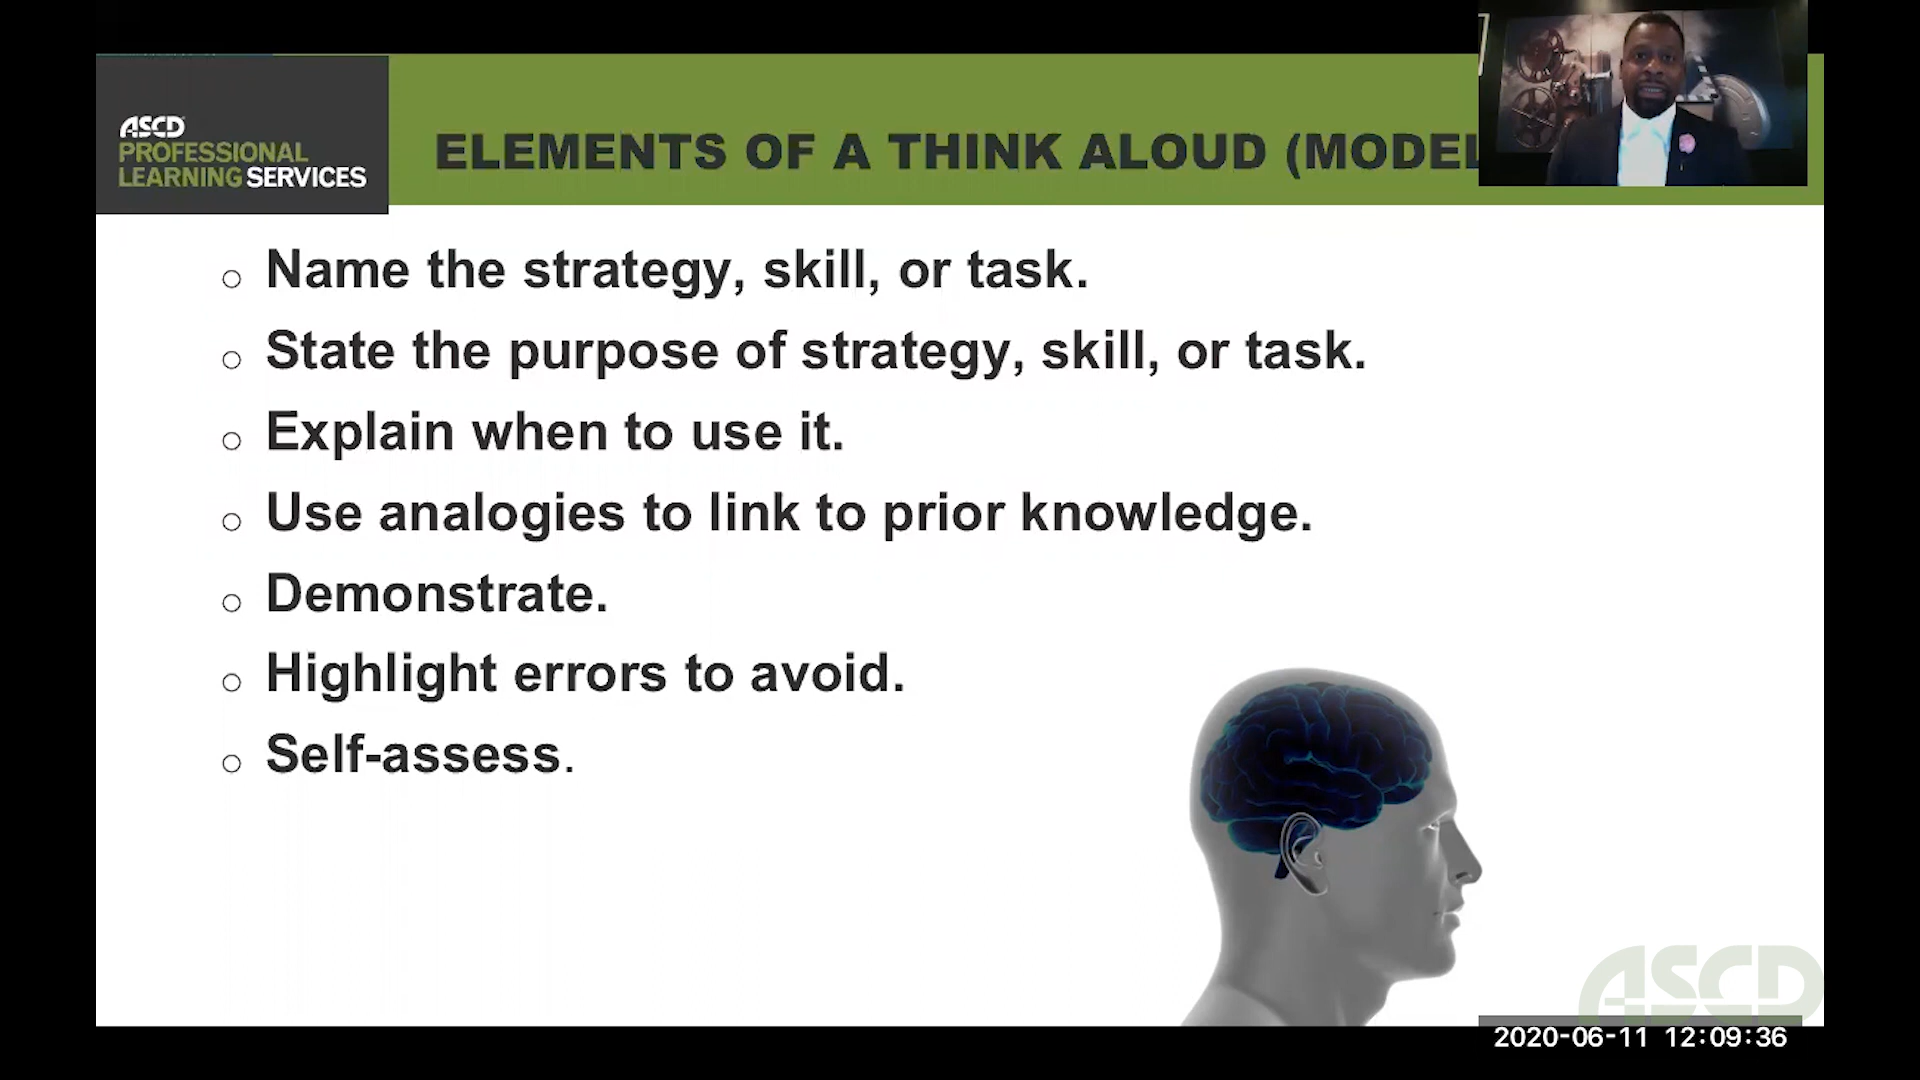 ASCD
PROFESSIONAL
LEARNING SERVICES
ELEMENTS OF A THINK ALOUD (MODEL
o Name the strategy, skill, or task.
o State the purpose of strategy, skill, or task.
o Explain when to use it.
o Use analogies to link to prior knowledge.
o Demonstrate.
o Highlight errors to avoid.
o Self-assess.
ASCD
2020-06-11 12:09:36